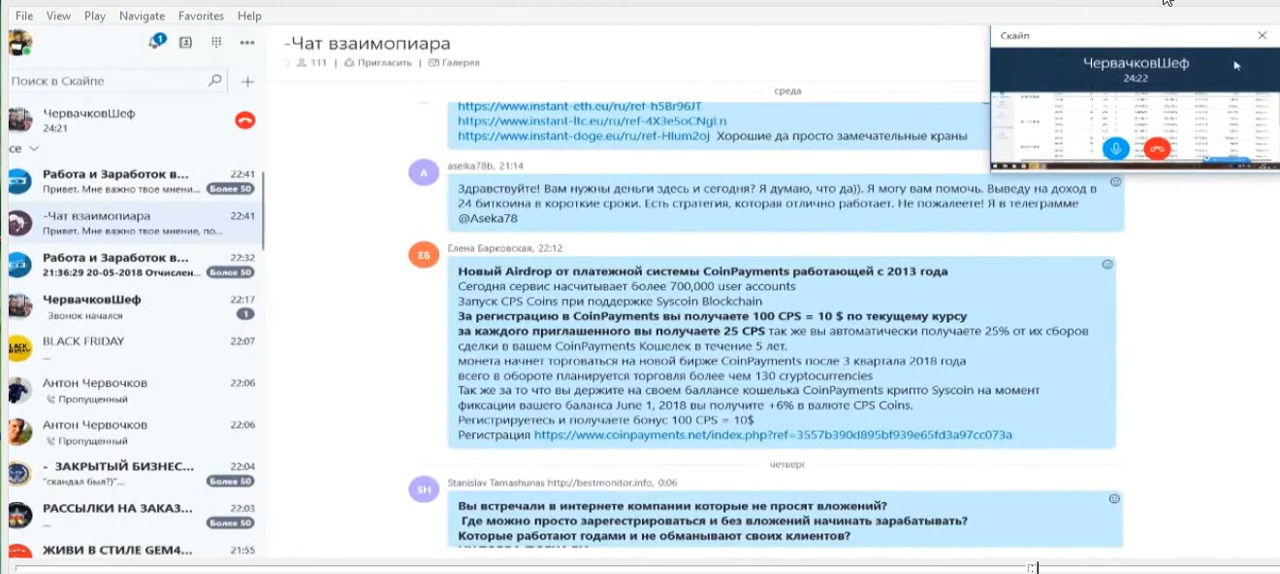 File View Play Navigate Favorites Help
1
Поиск в Скайпе
ЧервачковШеф
24:21
се
Работа и Заработок в... 22:41
Привет. Мне важно твое мнени... Более 50
-Чат взаимопиара 22:41
Привет. Мне важно твое мнение, по...
Работа и Заработок в... 22:32
21:36:29 20-05-2018 Отчислен... Более 50
ЧервачковШеф 22:17
Звонок начался 1
BLACK FRIDAY 22:07
...
Антон Червочков 22:06
Пропущенный
Антон Червочков 22:06
Пропущенный
- ЗАКРЫТЫЙ БИЗНЕС... 22:04
"скандал был?)"... Более 50
РАССЫЛКИ НА ЗАКАЗ... 22:03
... Более 50
ЖИВИ В СТИЛЕ GEM4... 21:55
-Чат взаимопиара
111 | Пригласить | Галерея
среда
https://www.instant-eth.eu/ru/ref-h5Br96JT
https://www.instant-ltc.eu/ru/ref-4X3e5oCNgLrn
https://www.instant-doge.eu/ru/ref-Hlum2oj Хорошие да просто замечательные краны
A
aseika78b, 21:14
Здравствуйте! Вам нужны деньги здесь и сегодня? Я думаю, что да)). Я могу вам помочь. Выведу на доход в
24 биткоина в короткие сроки. Есть стратегия, которая отлично работает. Не пожалеете! Я в телеграмме
@Aseka78
ЕБ
Елена Барковская, 22:12
Новый Airdrop от платежной системы CoinPayments работающей с 2013 года
Сегодня сервис насчитывает более 700,000 user accounts
Запуск CPS Coins при поддержке Syscoin Blockchain
За регистрацию в CoinPayments вы получаете 100 CPS = 10 $ по текущему курсу
за каждого приглашенного вы получаете 25 CPS так же вы автоматически получаете 25% от их сборов
сделки в вашем CoinPayments Кошелек в течение 5 лет.
монета начнет торговаться на новой бирже CoinPayments после 3 квартала 2018 года
всего в обороте планируется торговля более чем 130 cryptocurrencies
Так же за то что вы держите на своем баллансе кошелька CoinPayments крипто Syscoin на момент
фиксации вашего баланса June 1, 2018 вы получите +6% в валюте CPS Coins.
Регистрируетесь и получаете бонус 100 CPS = 10$
Регистрация https://www.coinpayments.net/index.php?ref=3557b390d895bf939e65fd3a97cc073a
четверг
SH
Stanislav Tamashunas http://bestmonitor.info, 0:06
Вы встречали в интернете компании которые не просят вложений?
Где можно просто зарегестрироваться и без вложений начинать зарабатывать?
Которые работают годами и не обманывают своих клиентов?
Скайп
ЧервачковШеф
24:22